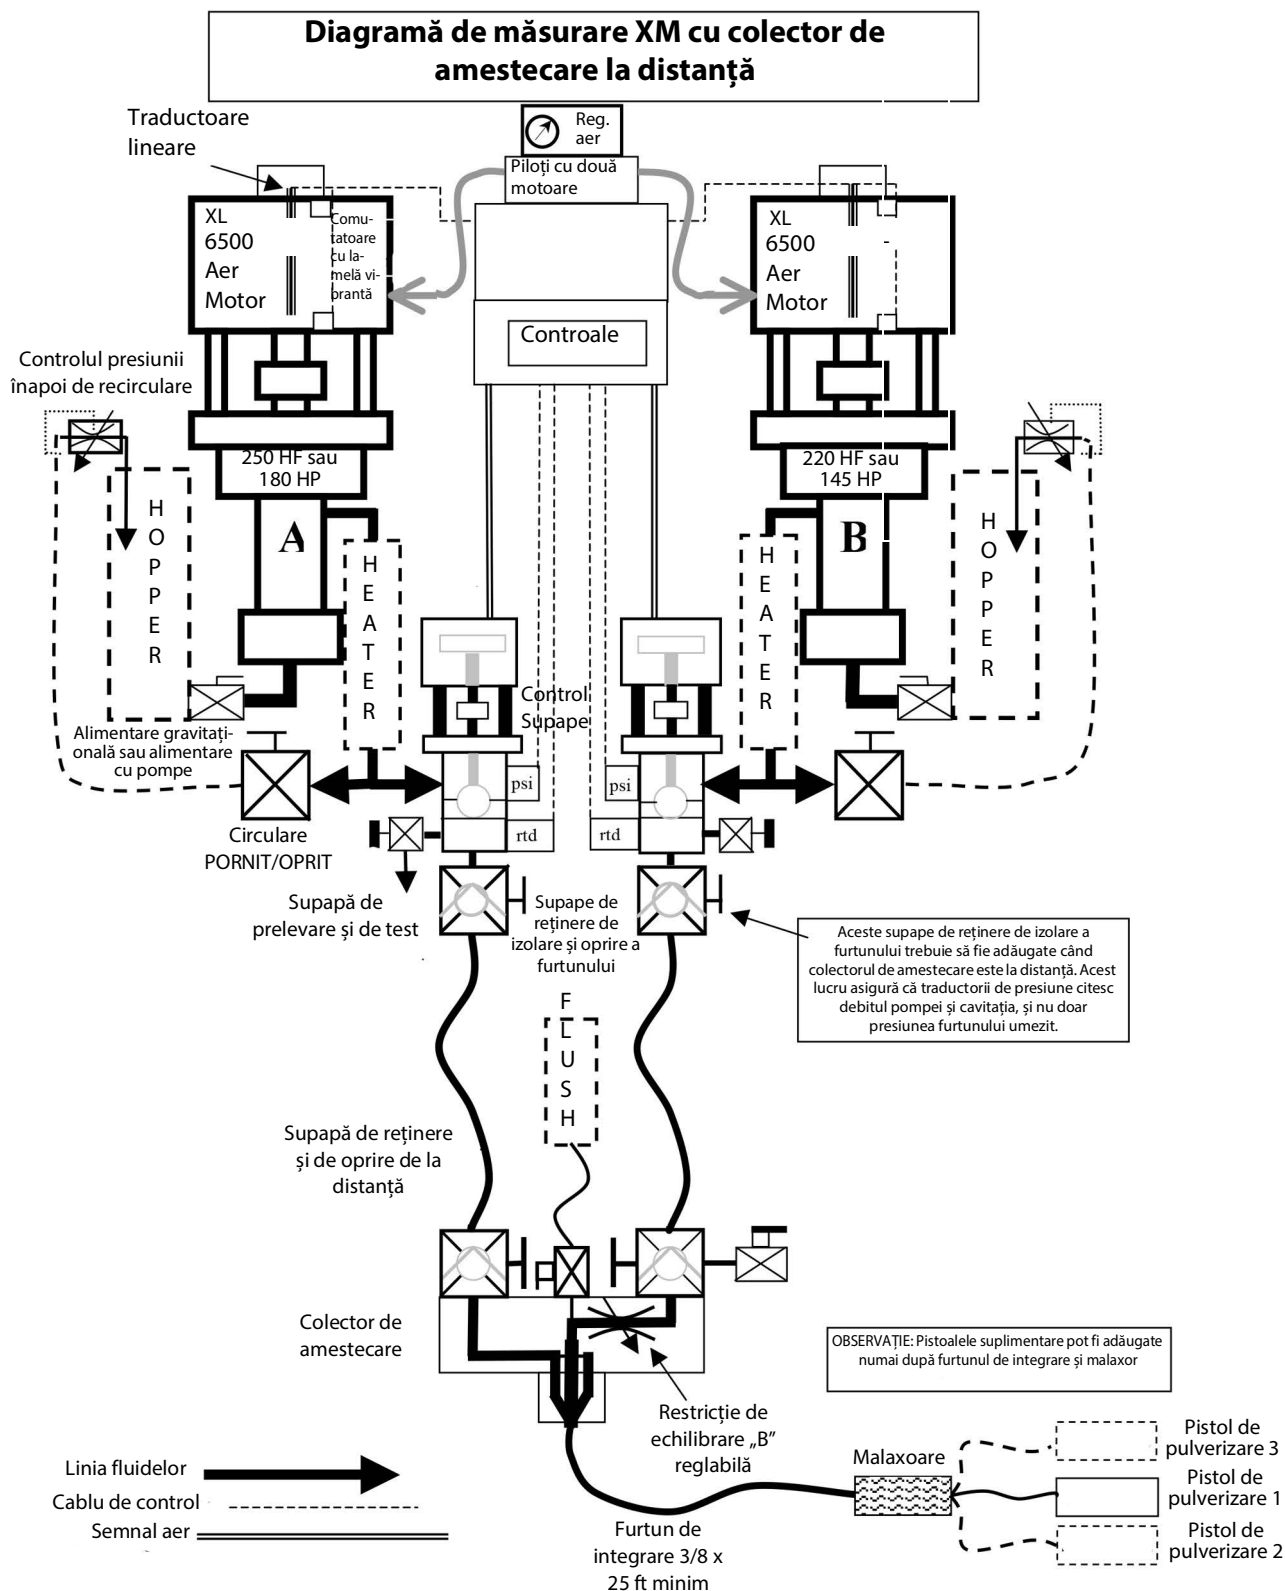 Diagramă de măsurare XM cu colector de
amestecare la distanță
Reg.
aer
Piloți cu două
motoare
Traductoare
lineare
XL
6500
Aer
Motor
Comu-
tatoare
cu la-
melă vi-
brantă
XL
6500
Aer
Motor
Controale
Controlul presiunii
înapoi de recirculare
250 HF sau
180 HP
220 HF sau
145 HP
A
B
H
O
P
P
E
R
H
E
A
T
E
R
H
E
A
T
E
R
H
O
P
P
E
R
Control
Supape
Alimentare gravitați-
onală sau alimentare
cu pompe
psi
psi
rtd
rtd
Circulare
PORNIT/OPRIT
Supapă de
prelevare și de test
Supape de
reținere de
izolare și oprire a
furtunului
Aceste supape de reținere de izolare a
furtunului trebuie să fie adăugate când
colectorul de amestecare este la distanță. Acest
lucru asigură că traductorii de presiune citesc
debitul pompei și cavitația, și nu doar
presiunea furtunului umezit.
F
L
U
S
H
Supapă de reținere
și de oprire de la
distanță
Colector de
amestecare
OBSERVAȚIE: Pistoalele suplimentare pot fi adăugate
numai după furtunul de integrare și malaxor
Restricție de
echilibrare „B”
reglabilă
Malaxoare
Pistol de
pulverizare 3
Pistol de
pulverizare 1
Pistol de
pulverizare 2
Linia fluidelor
Cablu de control
Semnal aer
Furtun de
integrare 3/8 x
25 ft minim